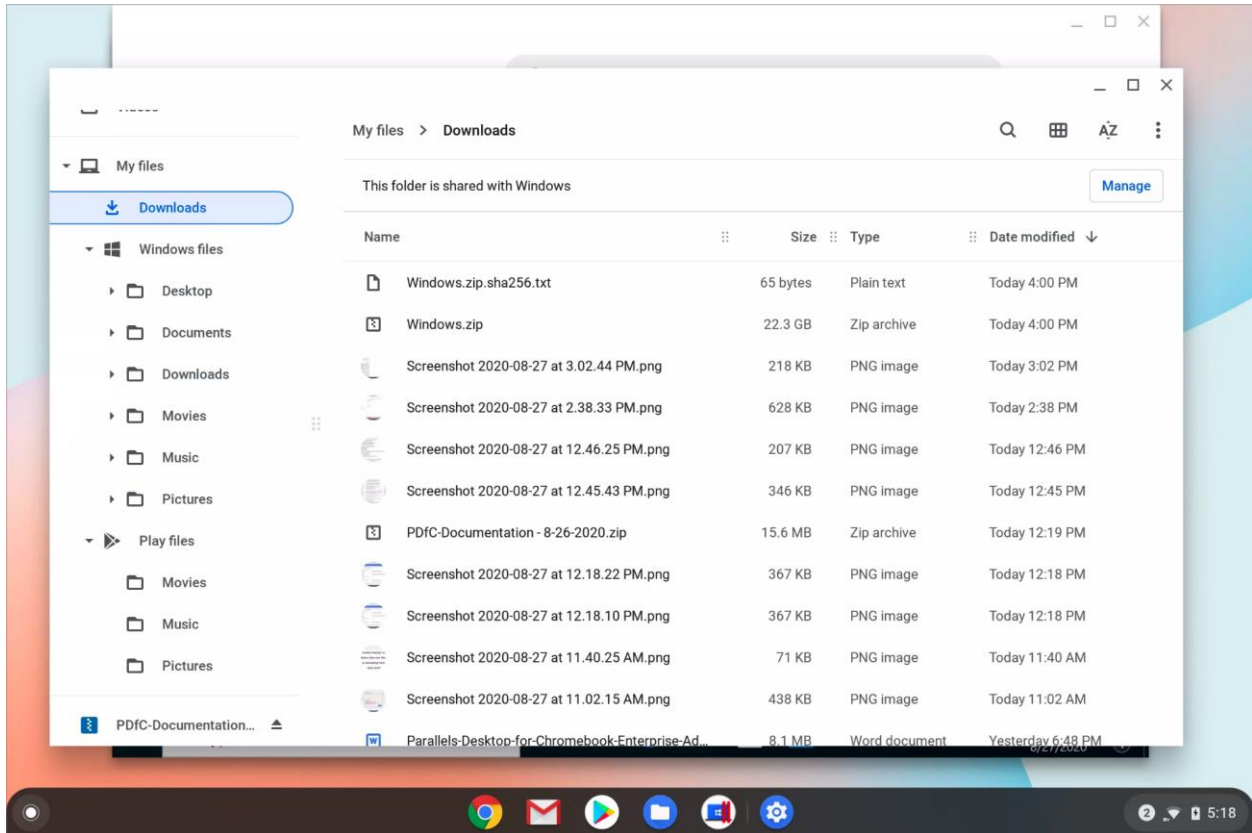 My files
Downloads
Windows files
Desktop
Documents
Downloads
Movies
Music
Pictures
Play files
Movies
Music
Pictures
PDfC-Documentation...
My files > Downloads
AZ
This folder is shared with Windows
Manage
Name Size Type Date modified
Windows.zip.sha256.txt 65 bytes Plain text Today 4:00 PM
Windows.zip 22.3 GB Zip archive Today 4:00 PM
Screenshot 2020-08-27 at 3.02.44 PM.png 218 KB PNG image Today 3:02 PM
Screenshot 2020-08-27 at 2.38.33 PM.png 628 KB PNG image Today 2:38 PM
Screenshot 2020-08-27 at 12.46.25 PM.png 207 KB PNG image Today 12:46 PM
Screenshot 2020-08-27 at 12.45.43 PM.png 346 KB PNG image Today 12:45 PM
PDfC-Documentation - 8-26-2020.zip 15.6 MB Zip archive Today 12:19 PM
Screenshot 2020-08-27 at 12.18.22 PM.png 367 KB PNG image Today 12:18 PM
Screenshot 2020-08-27 at 12.18.10 PM.png 367 KB PNG image Today 12:18 PM
Screenshot 2020-08-27 at 11.40.25 AM.png 71 KB PNG image Today 11:40 AM
Screenshot 2020-08-27 at 11.02.15 AM.png 438 KB PNG image Today 11:02 AM
Parallels-Desktop-for-Chromebook-Enterprise-Ad... 8.1 MB Word document Yesterday 6:48 PM
8/27/2020
2 5:18